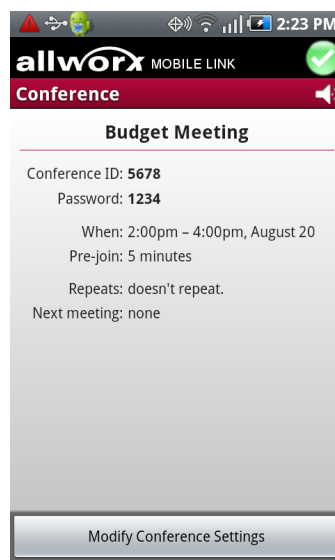 2:23 PM
allworx MOBILE LINK
Conference
Budget Meeting
Conference ID: 5678
Password: 1234
When: 2:00pm – 4:00pm, August 20
Pre-join: 5 minutes
Repeats: doesn't repeat.
Next meeting: none
Modify Conference Settings